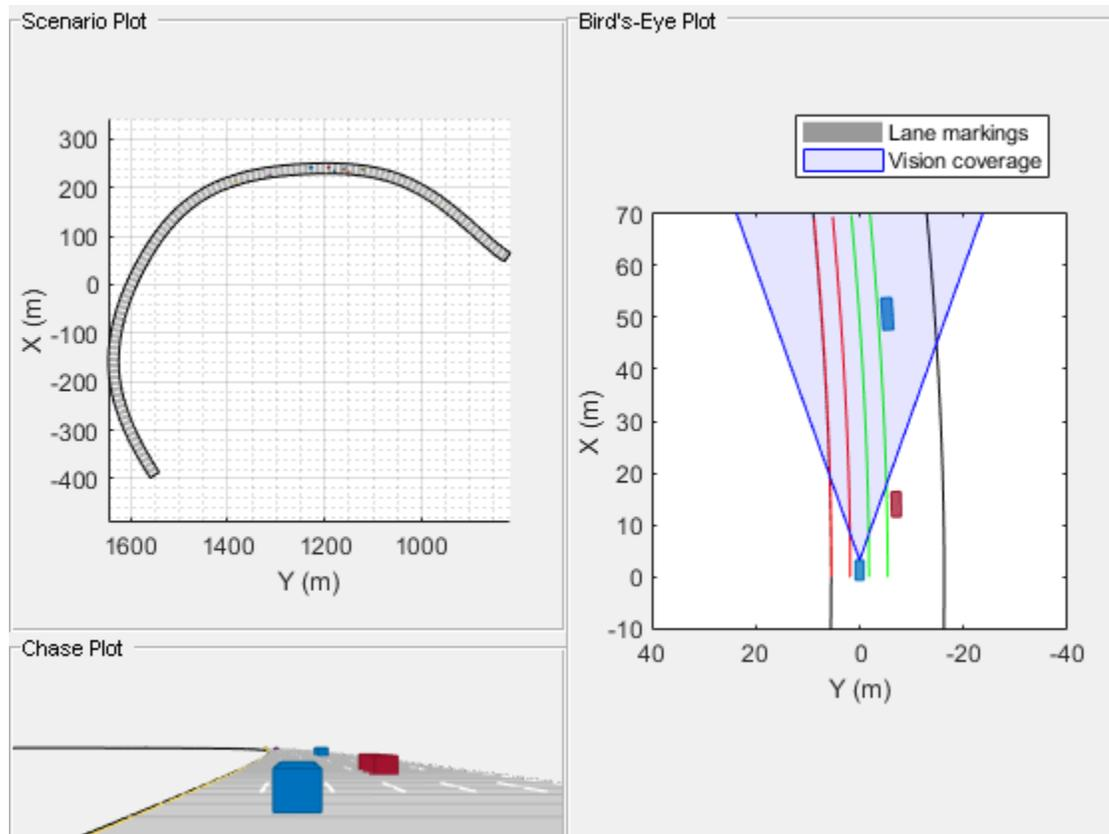 Scenario Plot
300
200
100
0
-100
-200
-300
-400
X (m)
1600 1400 1200 1000
Y (m)
Chase Plot
Bird's-Eye Plot
Lane markings
Vision coverage
70
60
50
40
30
20
10
0
-10
X (m)
40 20 0 -20 -40
Y (m)